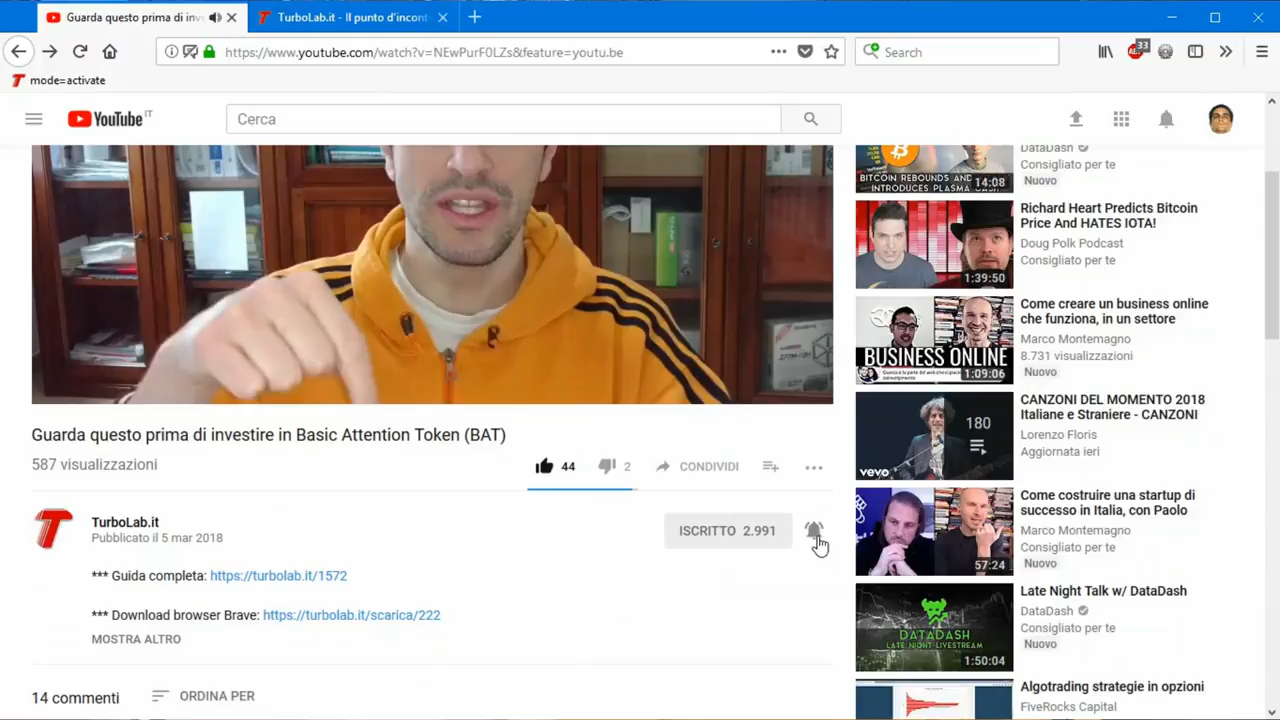 Guarda questo prima di inv
TurboLab.it - Il punto d'incont
https://www.youtube.com/watch?v=NEwPurF0LZs&feature=youtu.be
Search
33
mode=activate
YouTube IT
Cerca
DataDash
Consigliato per te
Nuovo
BITCOIN REBOUNDS AND
INTRODUCES PLASMA CASH
14:08
Richard Heart Predicts Bitcoin
Price And HATES IOTA!
Doug Polk Podcast
Consigliato per te
1:39:50
Come creare un business online
che funziona, in un settore
Marco Montemagno
8.731 visualizzazioni
Nuovo
BUSINESS ONLINE
1:09:06
CANZONI DEL MOMENTO 2018
Italiane e Straniere - CANZONI
Lorenzo Floris
Aggiornata ieri
180
vevo
Come costruire una startup di
successo in Italia, con Paolo
Marco Montemagno
Consigliato per te
Nuovo
57:24
Late Night Talk w/ DataDash
DataDash
Consigliato per te
Nuovo
DATADASH
LATE NIGHT LIVESTREAM
1:50:04
Algotrading strategie in opzioni
FiveRocks Capital
Guarda questo prima di investire in Basic Attention Token (BAT)
587 visualizzazioni
44
2
CONDIVIDI
TurboLab.it
Pubblicato il 5 mar 2018
ISCRITTO 2.991
*** Guida completa: https://turbolab.it/1572
*** Download browser Brave: https://turbolab.it/scarica/222
MOSTRA ALTRO
14 commenti
ORDINA PER